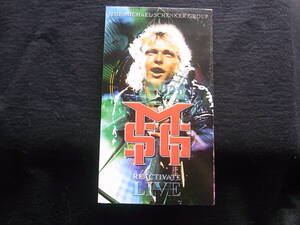 THE MICHAEL SCHENKER GROUP
MSG
REACTIVATE
LIVE